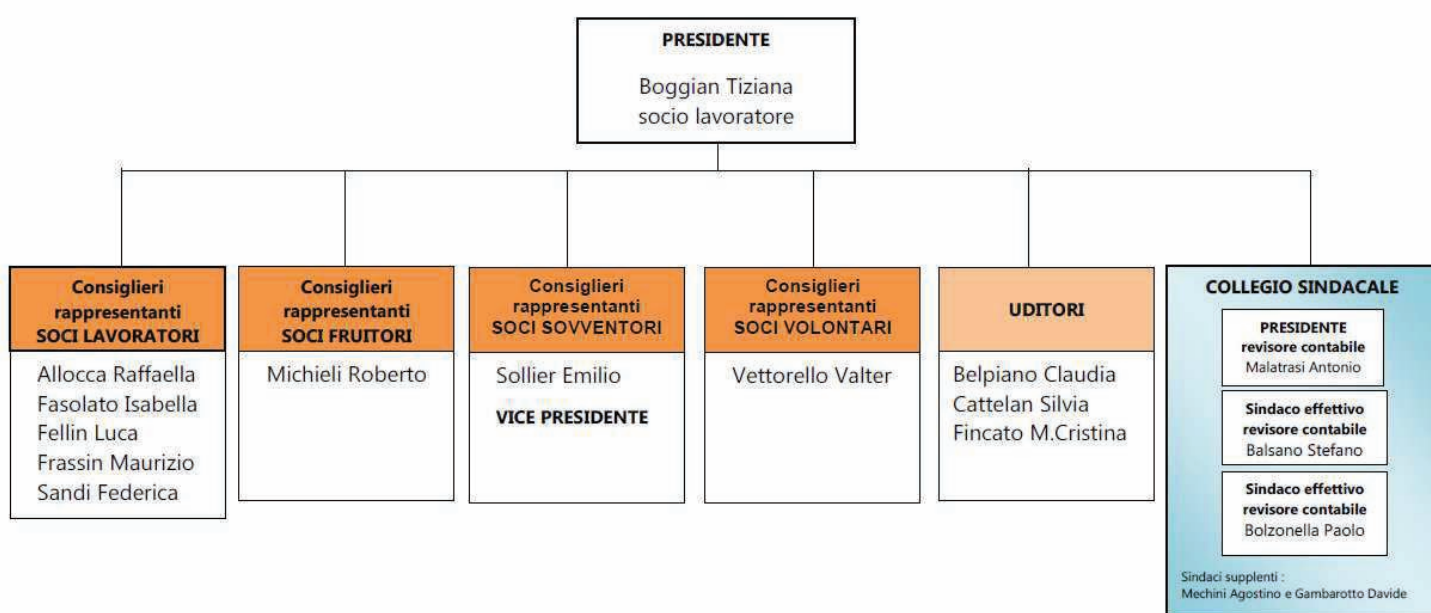 PRESIDENTE
Boggian Tiziana
socio lavoratore
Consiglieri
rappresentanti
SOCI LAVORATORI
Allocca Raffaella
Fasolato Isabella
Fellin Luca
Frassin Maurizio
Sandi Federica
Consiglieri
rappresentanti
SOCI FRUITORI
Michieli Roberto
Consiglieri
rappresentanti
SOCI SOVVENTORI
Sollier Emilio
VICE PRESIDENTE
Consiglieri
rappresentanti
SOCI VOLONTARI
Vettorello Valter
UDITORI
Belpiano Claudia
Cattelan Silvia
Fincato M.Cristina
COLLEGIO SINDACALE
PRESIDENTE
revisore contabile
Malatrasi Antonio
Sindaco effettivo
revisore contabile
Balsano Stefano
Sindaco effettivo
revisore contabile
Bolzonella Paolo
Sindaci supplenti :
Mechini Agostino e Gambarotto Davide